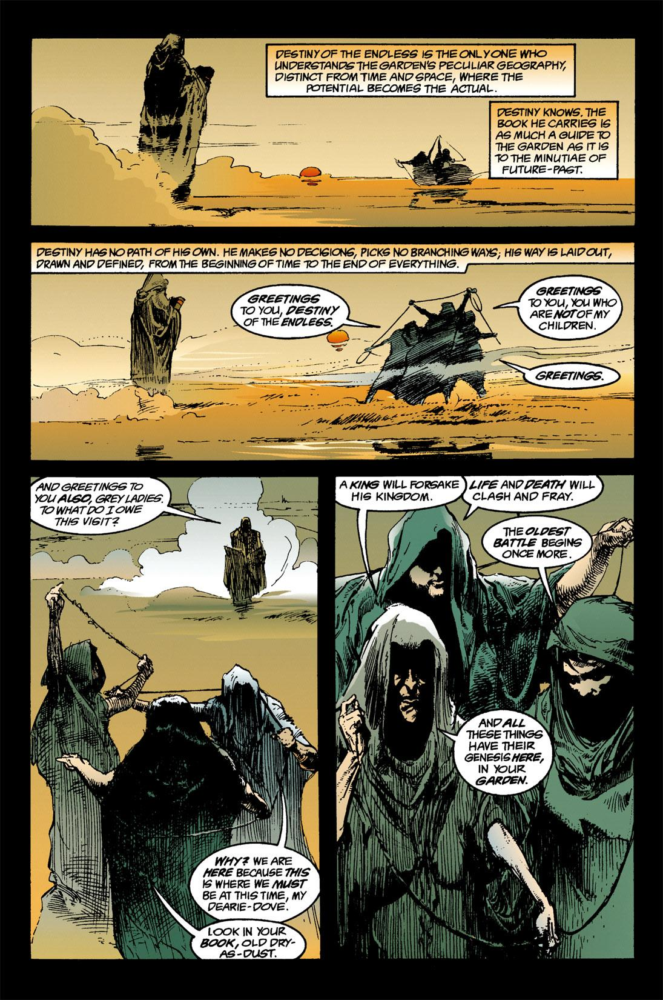 DESTINY OF THE ENDLESS IS THE ONLY ONE WHO
UNDERSTANDS THE GARDEN'S PECULIAR GEOGRAPHY,
DISTINCT FROM TIME AND SPACE, WHERE THE
POTENTIAL BECOMES THE ACTUAL.
DESTINY KNOWS. THE
BOOK HE CARRIES IS
AS MUCH A GUIDE TO
THE GARDEN AS IT IS
TO THE MINUTIAE OF
FUTURE-PAST.
DESTINY HAS NO PATH OF HIS OWN. HE MAKES NO DECISIONS, PICKS NO BRANCHING WAYS; HIS WAY IS LAID OUT,
DRAWN AND DEFINED, FROM THE BEGINNING OF TIME TO THE END OF EVERYTHING.
GREETINGS
TO YOU, DESTINY
OF THE ENDLESS.
GREETINGS
TO YOU, YOU WHO
ARE NOT OF MY
CHILDREN.
GREETINGS.
AND GREETINGS TO
YOU ALSO, GREY LADIES.
TO WHAT DO I OWE
THIS VISIT?
WHY? WE ARE
HERE BECAUSE THIS
IS WHERE WE MUST
BE AT THIS TIME, MY
DEARIE-DOVE.
LOOK IN YOUR
BOOK, OLD DRY-
AS-DUST.
A KING WILL FORSAKE
HIS KINGDOM.
LIFE AND DEATH WILL
CLASH AND FRAY.
THE OLDEST
BATTLE BEGINS
ONCE MORE.
AND ALL
THESE THINGS
HAVE THEIR
GENESIS HERE,
IN YOUR
GARDEN.